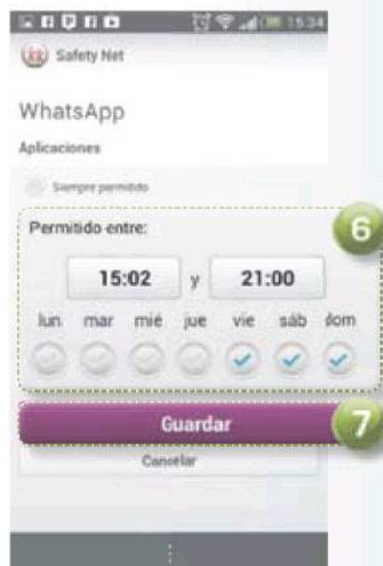 15:34
Safety Net
WhatsApp
Aplicaciones
Siempre permitido
Permitido entre:
6
15:02 y 21:00
lun mar mié jue vie sáb dom
Guardar
7
Cancelar